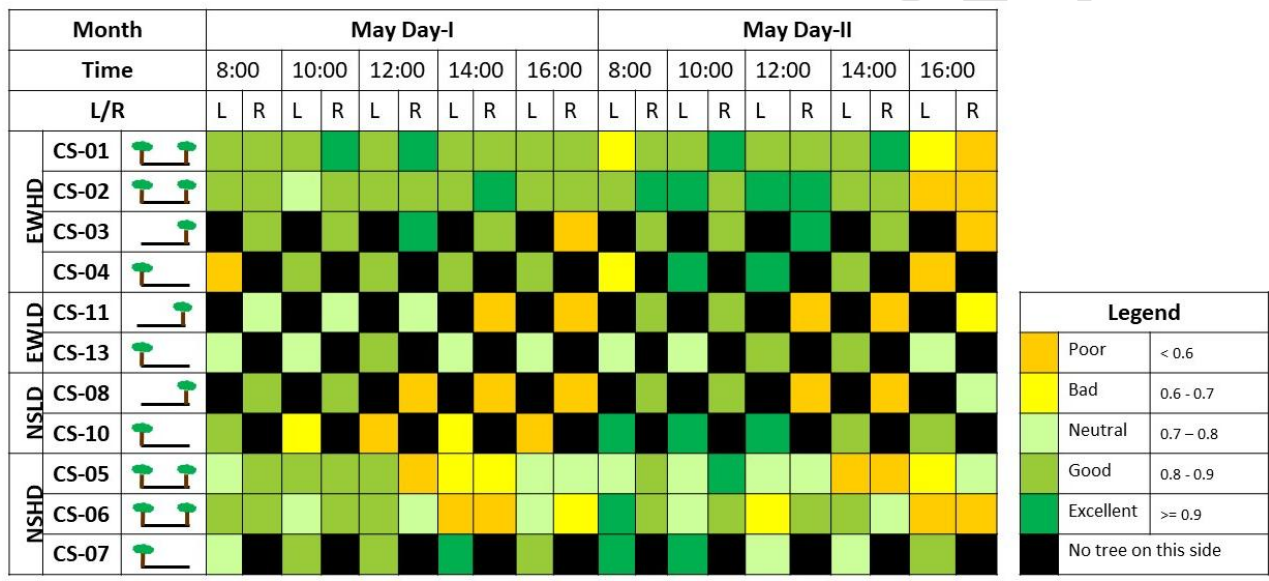 Month May Day-I May Day-II
Time 8:00 10:00 12:00 14:00 16:00 8:00 10:00 12:00 14:00 16:00
L/R L R L R L R L R L R L R L R L R L R L R
EWHD
CS-01
CS-02
CS-03
CS-04
EWLD
CS-11
CS-13
NSLD
CS-08
CS-10
NSHD
CS-05
CS-06
CS-07
Legend
Poor < 0.6
Bad 0.6 - 0.7
Neutral 0.7 – 0.8
Good 0.8 - 0.9
Excellent >= 0.9
No tree on this side